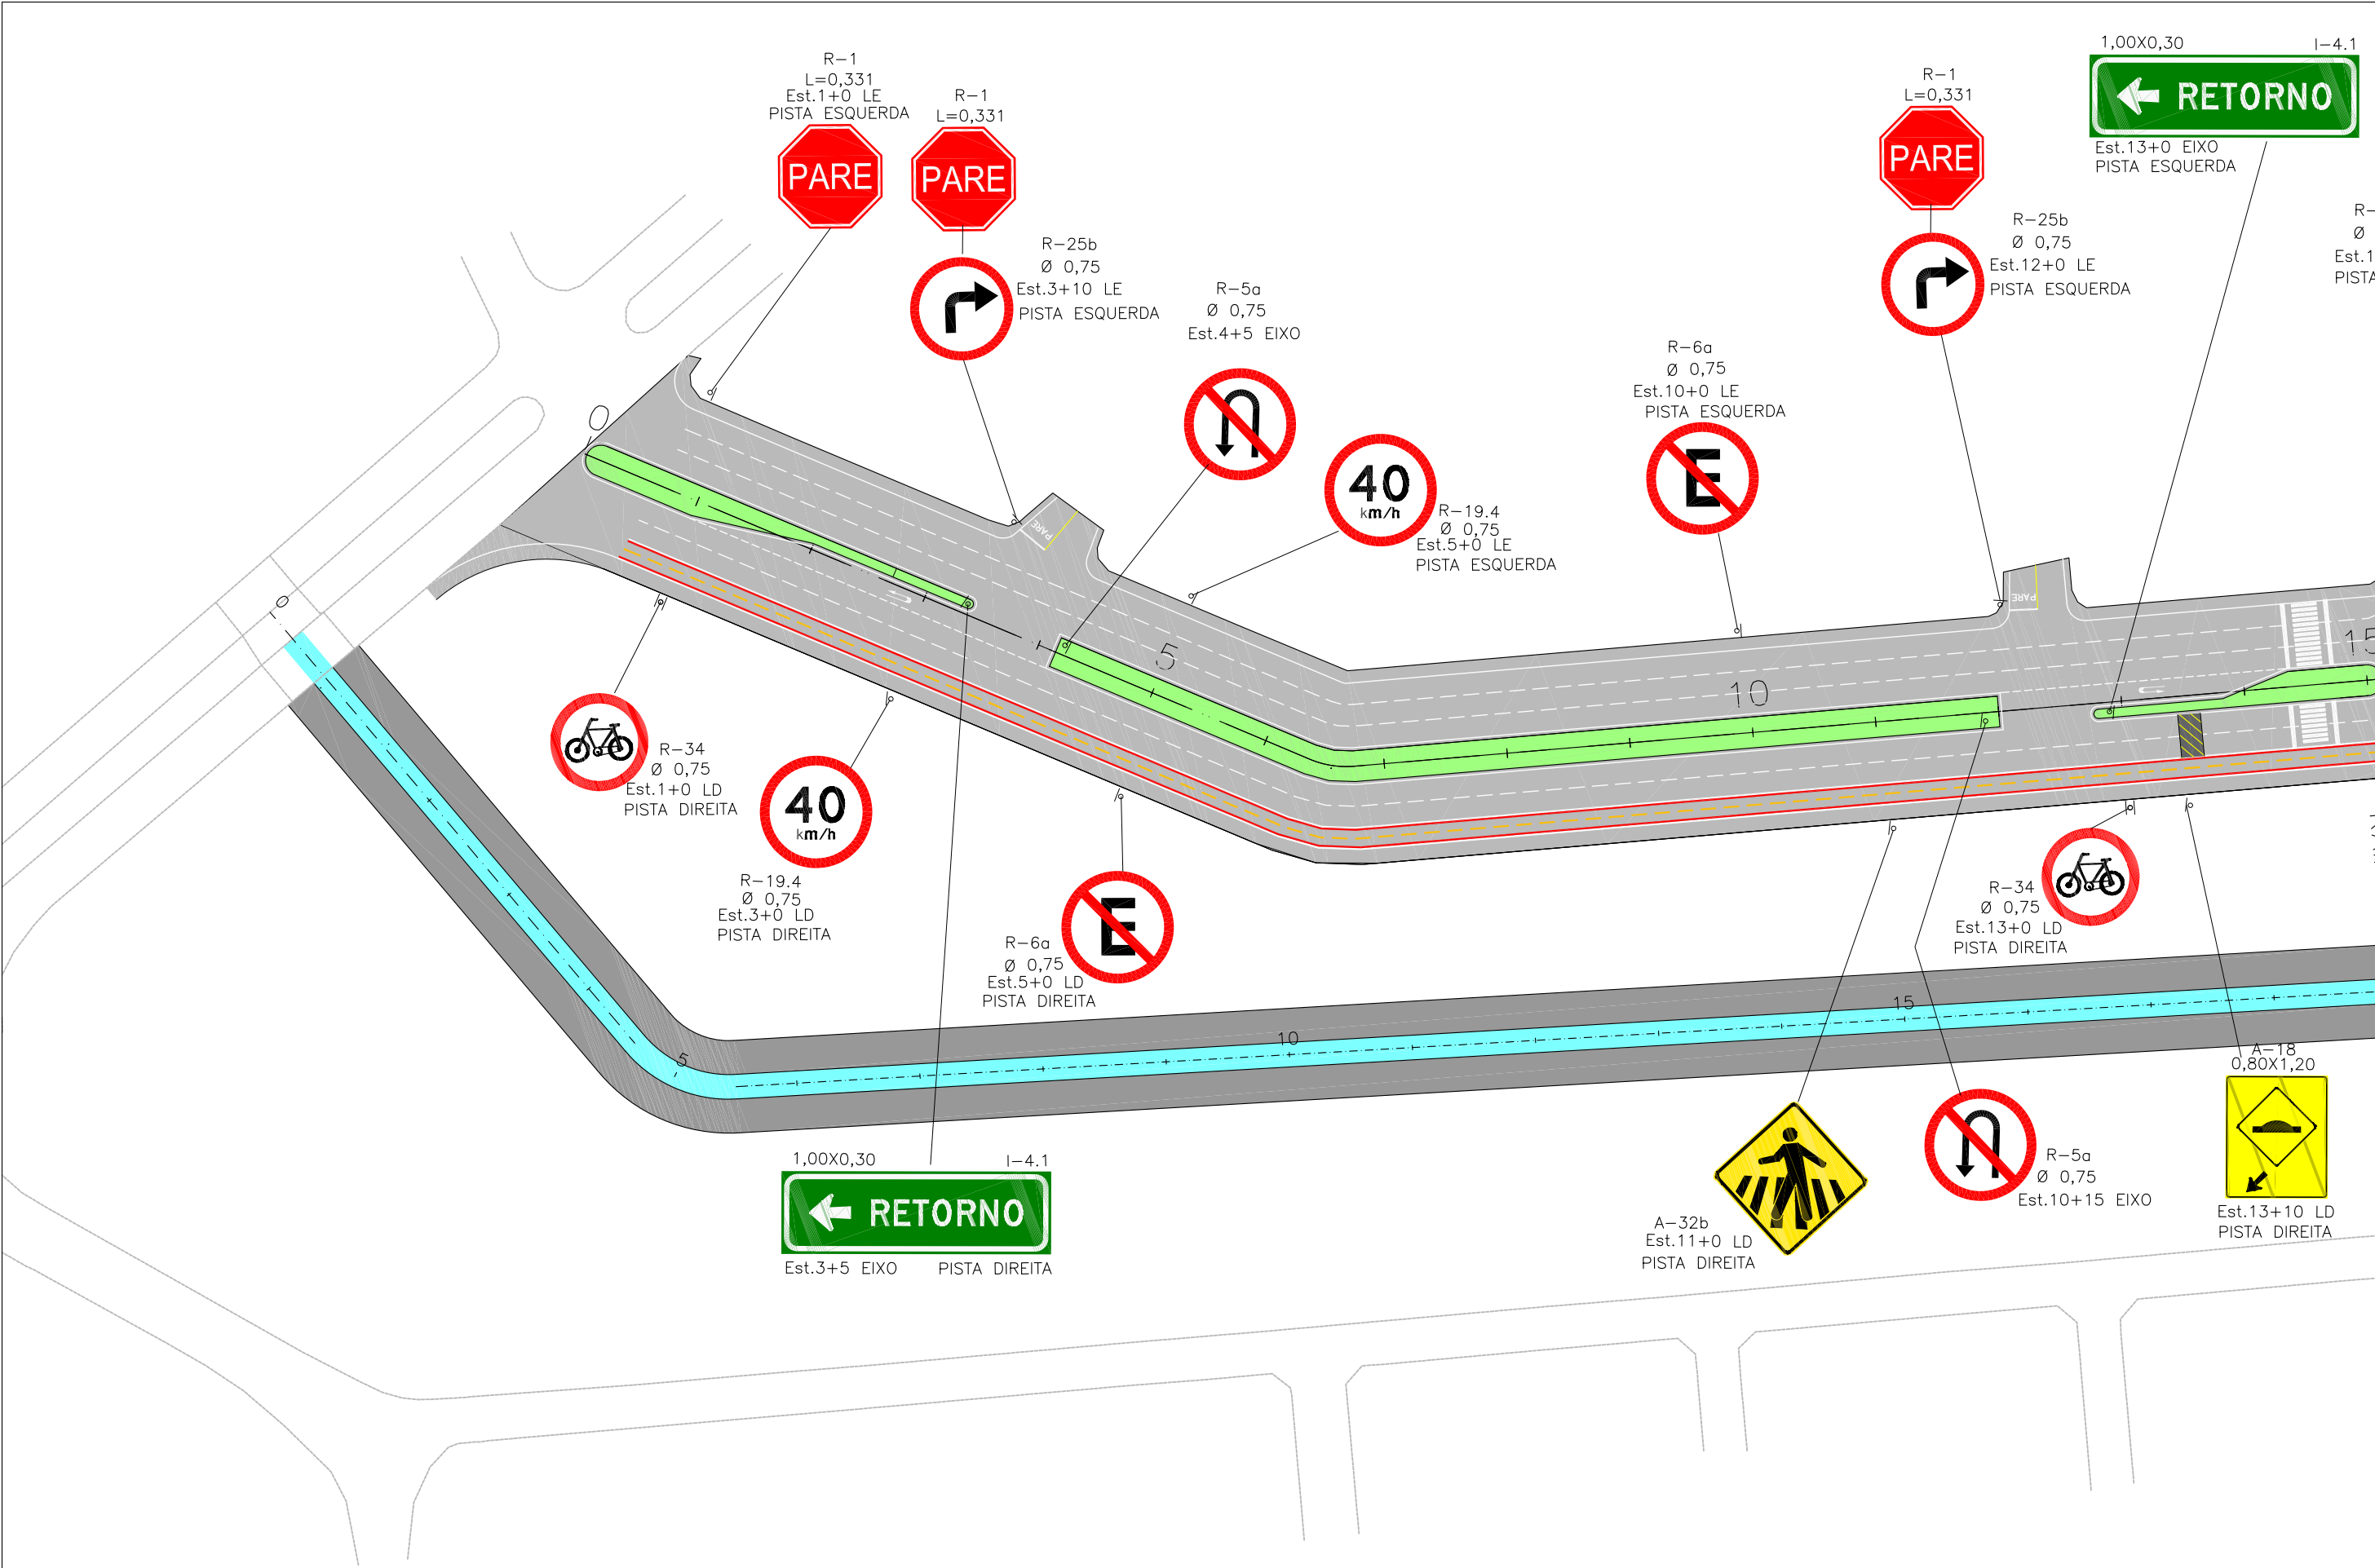 R-1
L=0,331
Est.1+0 LE
PISTA ESQUERDA
PARE
R-1
L=0,331
PARE
R-25b
Ø 0,75
Est.3+10 LE
PISTA ESQUERDA
R-5a
Ø 0,75
Est.4+5 EIXO
40
km/h
R-19.4
Ø 0,75
Est.5+0 LE
PISTA ESQUERDA
R-6a
Ø 0,75
Est.10+0 LE
PISTA ESQUERDA
E
R-1
L=0,331
PARE
R-25b
Ø 0,75
Est.12+0 LE
PISTA ESQUERDA
1,00X0,30 I-4.1
RETORNO
Est.13+0 EIXO
PISTA ESQUERDA
R-
Ø
Est.1
PISTA
0
PARE
5
10
PARE
15
0
R-34
Ø 0,75
Est.1+0 LD
PISTA DIREITA
40
km/h
R-19.4
Ø 0,75
Est.3+0 LD
PISTA DIREITA
E
R-6a
Ø 0,75
Est.5+0 LD
PISTA DIREITA
R-34
Ø 0,75
Est.13+0 LD
PISTA DIREITA
5
10
15
1,00X0,30 I-4.1
RETORNO
Est.3+5 EIXO PISTA DIREITA
A-32b
Est.11+0 LD
PISTA DIREITA
R-5a
Ø 0,75
Est.10+15 EIXO
A-18
0,80X1,20
Est.13+10 LD
PISTA DIREITA